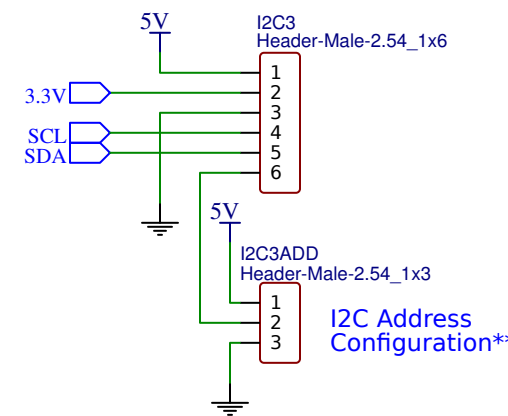 5V
I2C3
Header-Male-2.54_1x6
1
3.3V
2
3
SCL
4
SDA
5
6
5V
I2C3ADD
Header-Male-2.54_1x3
1
2
3
I2C Address
Configuration**